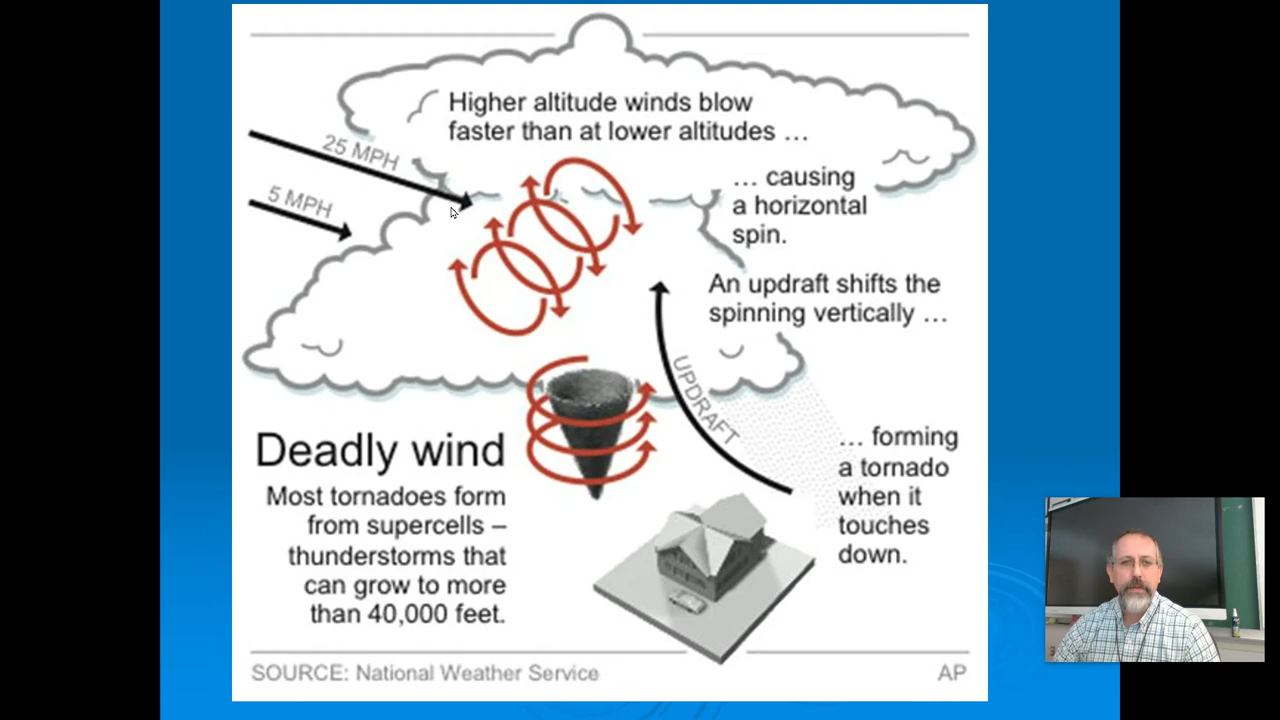 Higher altitude winds blow
faster than at lower altitudes …
25 MPH
5 MPH
… causing
a horizontal
spin.
An updraft shifts the
spinning vertically …
UPDRAFT
… forming
a tornado
when it
touches
down.
Deadly wind
Most tornadoes form
from supercells –
thunderstorms that
can grow to more
than 40,000 feet.
SOURCE: National Weather Service
AP